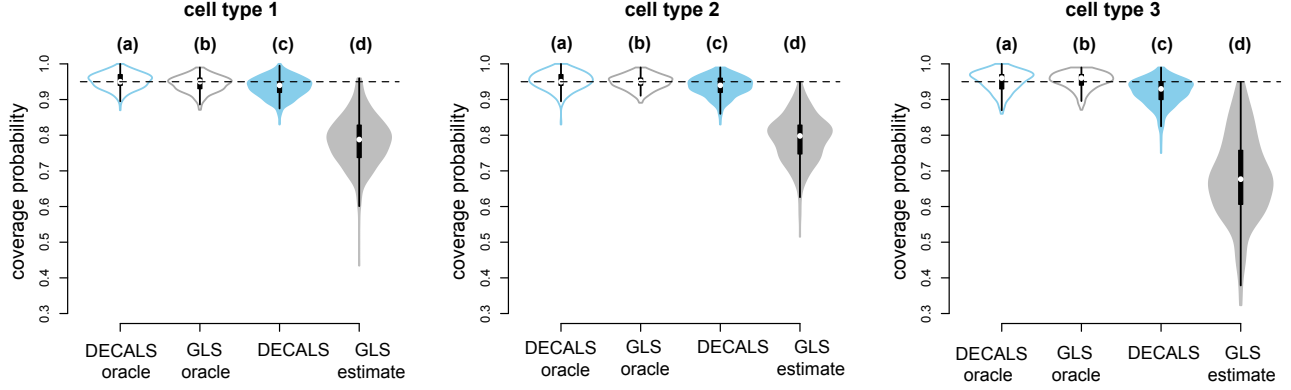 cell type 1
(a) (b) (c) (d)
coverage probability
1.0
0.9
0.8
0.7
0.6
0.5
0.4
0.3
DECALS oracle
GLS oracle
DECALS
GLS estimate
cell type 2
(a) (b) (c) (d)
coverage probability
1.0
0.9
0.8
0.7
0.6
0.5
0.4
0.3
DECALS oracle
GLS oracle
DECALS
GLS estimate
cell type 3
(a) (b) (c) (d)
coverage probability
1.0
0.9
0.8
0.7
0.6
0.5
0.4
0.3
DECALS oracle
GLS oracle
DECALS
GLS estimate